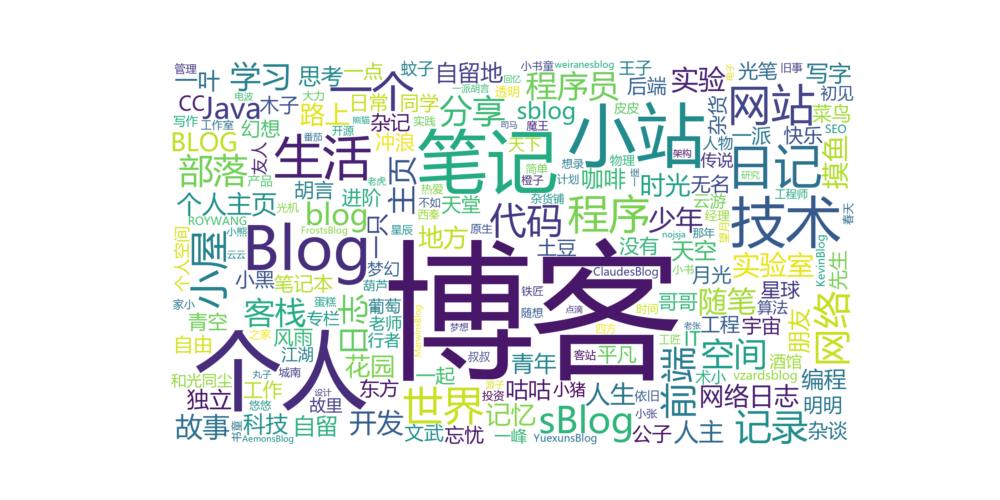 管理
一叶
学习
思考
一点
蚊子
自留地
小书童
weiranesblog
王子
光笔
旧事
写字
CC
Java
木子
电波
大力
回忆
一派胡言
透明
程序员
后端
实验
杂货
网站
初见
菜鸟
SEO
写作
工作室
路上
日常
同学
一个
分享
sblog
皮皮
小站
人物
一派
快乐
摸鱼
BLOG
幻想
番茄
开源
熊猫
杂记
冲浪
实践
司马
魔王
天下
笔记
想录
物理
架构
传说
日记
研究
工程师
部落
友人
生活
产品
老虎
胡言
进阶
主页
热爱
不如
天堂
简单
橙子
计划
咖啡
时光
无名
云游
经理
技术
春天
个人主页
ROYWANG
光机
blog
一只
西秦
星辰
原生
地方
杂货铺
代码
程序
少年
那年
望月
nojsja
个人空间
小屋
小熊
FrostsBlog
Blog
云云
小黑
梦幻
土豆
没有
天空
小书
月光
实验室
KevinBlog
先生
家小
笔记本
葫芦
博客
ClaudesBlog
铁匠
时间
哥哥
随笔
星球
算法
网络
青空
客栈
专栏
蛋糕
日志
葡萄
老师
行者
MarvinsBlog
梦想
随想
点滴
四方
老张
工匠
工程
宇宙
IT
朋友
自由
之家
风雨
江湖
花园
个人
叔叔
青年
客站
平凡
前端
空间
酒馆
和光同尘
丸子
城南
vzardsblog
独立
工作
设计
故里
东方
一起
游子
投资
咕咕
小猪
人生
依旧
术小
网络日志
编程
明明
悠悠
故事
书童
AemonsBlog
科技
自留
开发
文武
世界
忘忧
记忆
一峰
sBlog
YuexunsBlog
小张
公子
人主
记录
杂谈